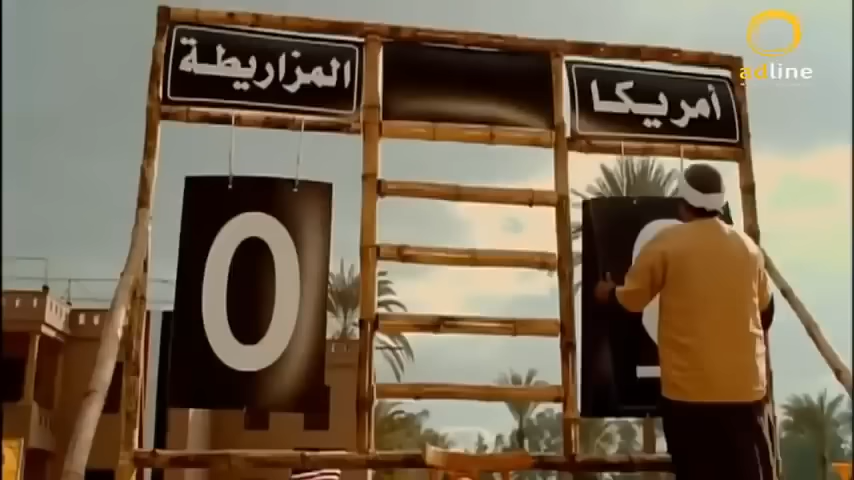 أمريكا
المزاريطة
0
adline